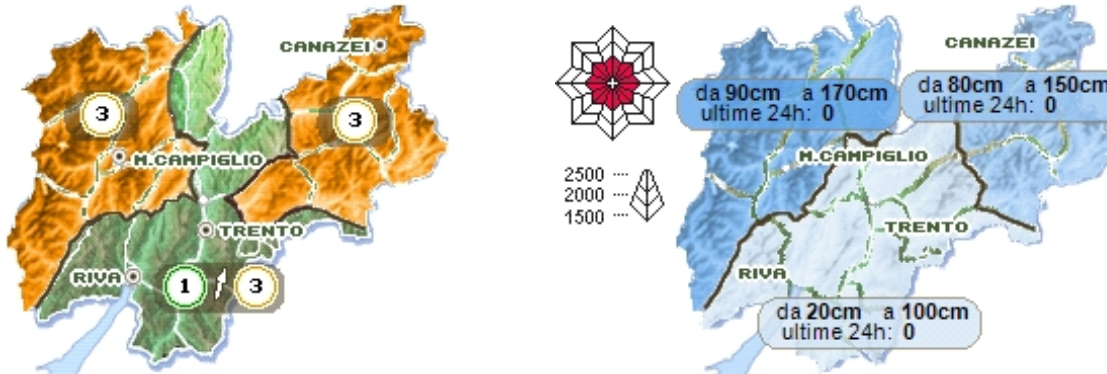 CANAZEI
3
3
M.CAMPIGLIO
TRENTO
RIVA
1
3
CANAZEI
da 90cm a 170cm
ultime 24h: 0
da 80cm a 150cm
ultime 24h: 0
M.CAMPIGLIO
2500
2000
1500
TRENTO
RIVA
da 20cm a 100cm
ultime 24h: 0